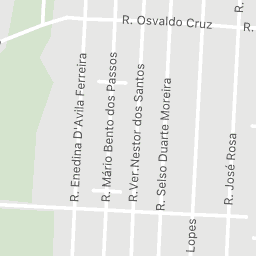 R. Osvaldo Cruz
R.
R. Enedina D'Avila Ferreira
R. Mário Bento dos Passos
R.Ver.Nestor dos Santos
R. Selso Duarte Moreira
R. José Rosa
Lopes